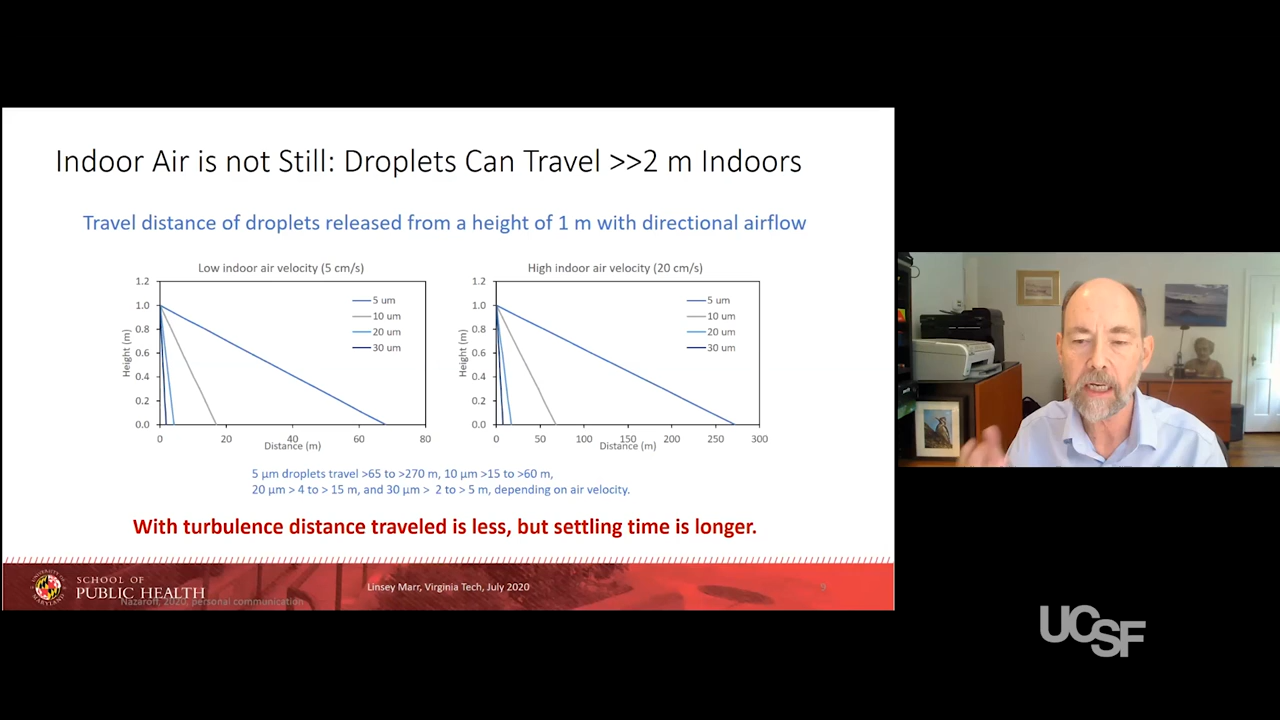 Indoor Air is not Still: Droplets Can Travel >>2 m Indoors
Travel distance of droplets released from a height of 1 m with directional airflow
Low indoor air velocity (5 cm/s)
1.2
1.0
0.8
0.6
0.4
0.2
0.0
Height (m)
5 um
10 um
20 um
30 um
0 20 40 60 80
Distance (m)
High indoor air velocity (20 cm/s)
1.2
1.0
0.8
0.6
0.4
0.2
0.0
Height (m)
5 um
10 um
20 um
30 um
0 50 100 150 200 250 300
Distance (m)
5 μm droplets travel >65 to >270 m, 10 μm >15 to >60 m,
20 μm > 4 to > 15 m, and 30 μm > 2 to > 5 m, depending on air velocity.
With turbulence distance traveled is less, but settling time is longer.
UNIVERSITY OF
MARYLAND
SCHOOL OF
PUBLIC HEALTH
Linsey Marr, Virginia Tech, July 2020
9
Nazaroff, 2020, personal communication
UCSF